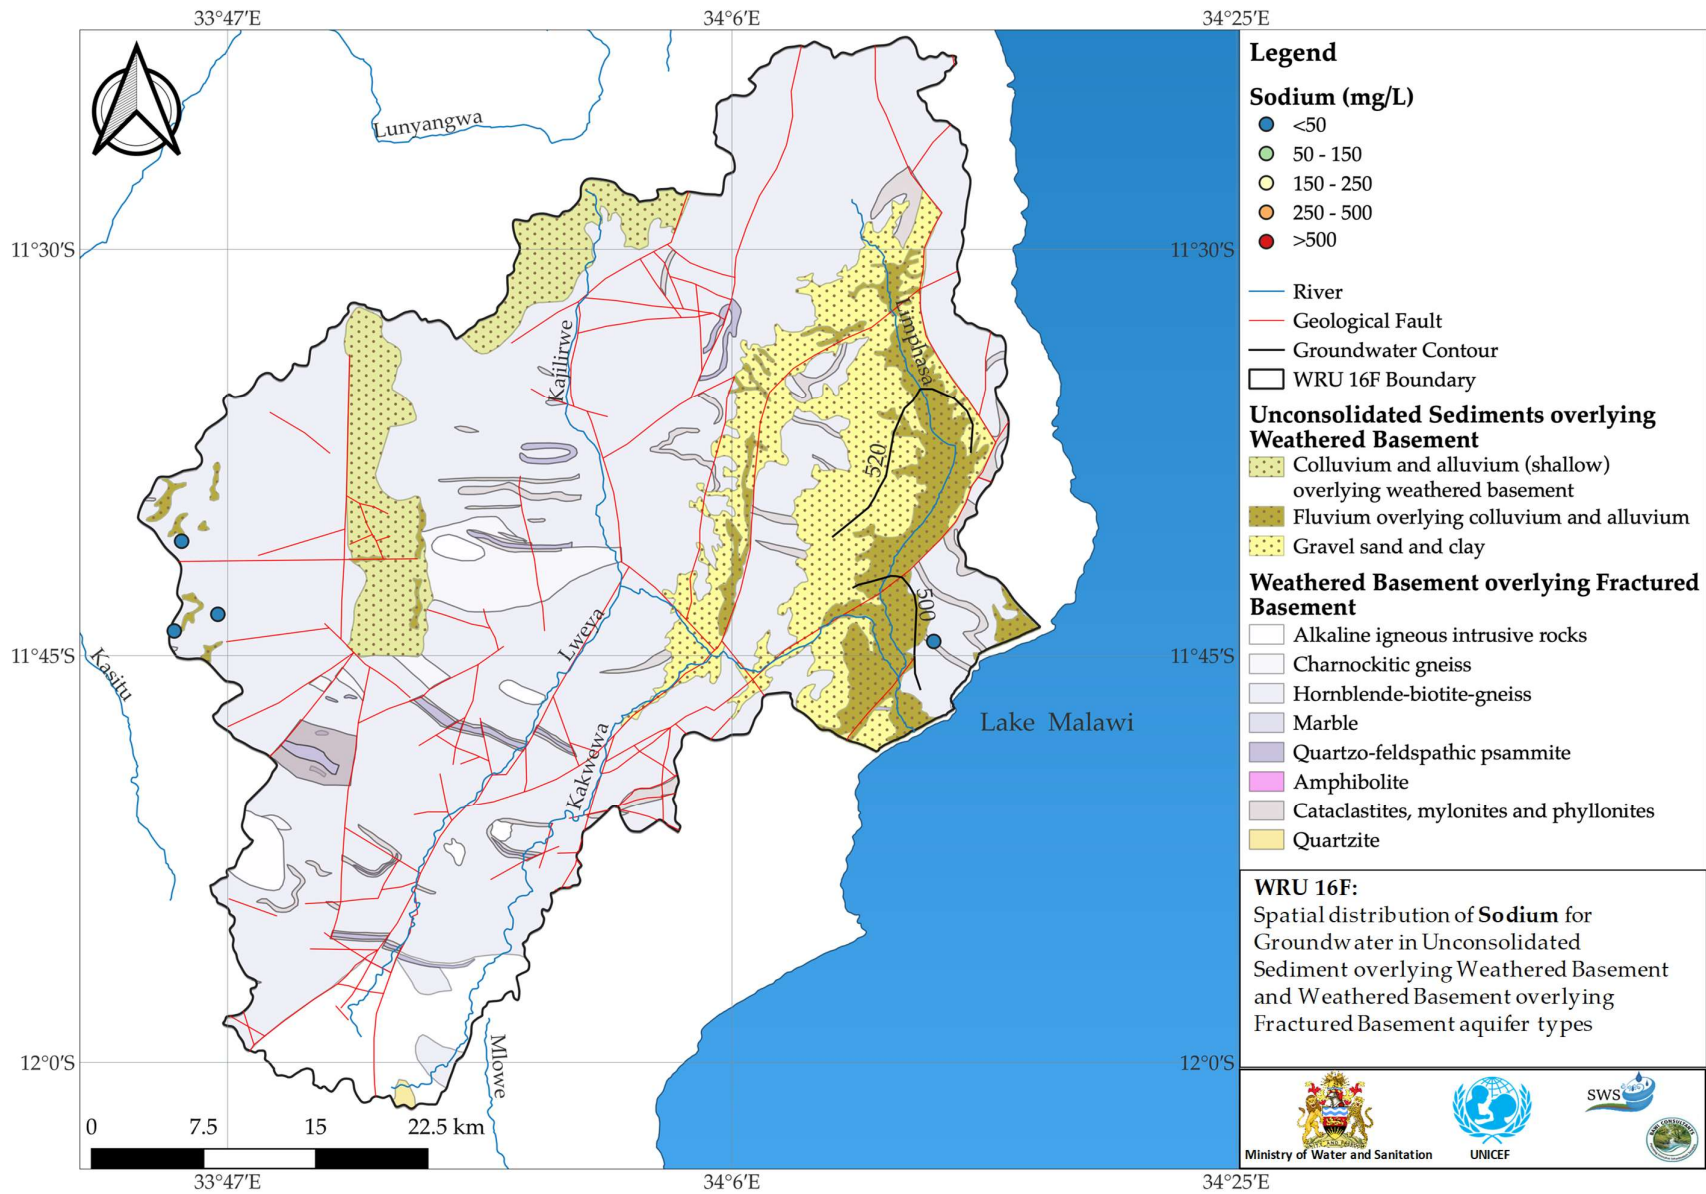 33°47'E
34°6'E
34°25'E
Lunyangwa
11°30'S
11°30'S
Limphasa
Kajilirwe
520
500
Lweya
11°45'S
11°45'S
Kasitu
Kakwewa
Lake Malawi
Mlowe
12°0'S
12°0'S
0
7.5
15
22.5 km
33°47'E
34°6'E
34°25'E
Legend
Sodium (mg/L)
<50
50 - 150
150 - 250
250 - 500
>500
River
Geological Fault
Groundwater Contour
WRU 16F Boundary
Unconsolidated Sediments overlying
Weathered Basement
Colluvium and alluvium (shallow)
overlying weathered basement
Fluvium overlying colluvium and alluvium
Gravel sand and clay
Weathered Basement overlying Fractured
Basement
Alkaline igneous intrusive rocks
Charnockitic gneiss
Hornblende-biotite-gneiss
Marble
Quartzo-feldspathic psammite
Amphibolite
Cataclastites, mylonites and phyllonites
Quartzite
WRU 16F:
Spatial distribution of Sodium for
Groundwater in Unconsolidated
Sediment overlying Weathered Basement
and Weathered Basement overlying
Fractured Basement aquifer types
SWS
Ministry of Water and Sanitation
UNICEF